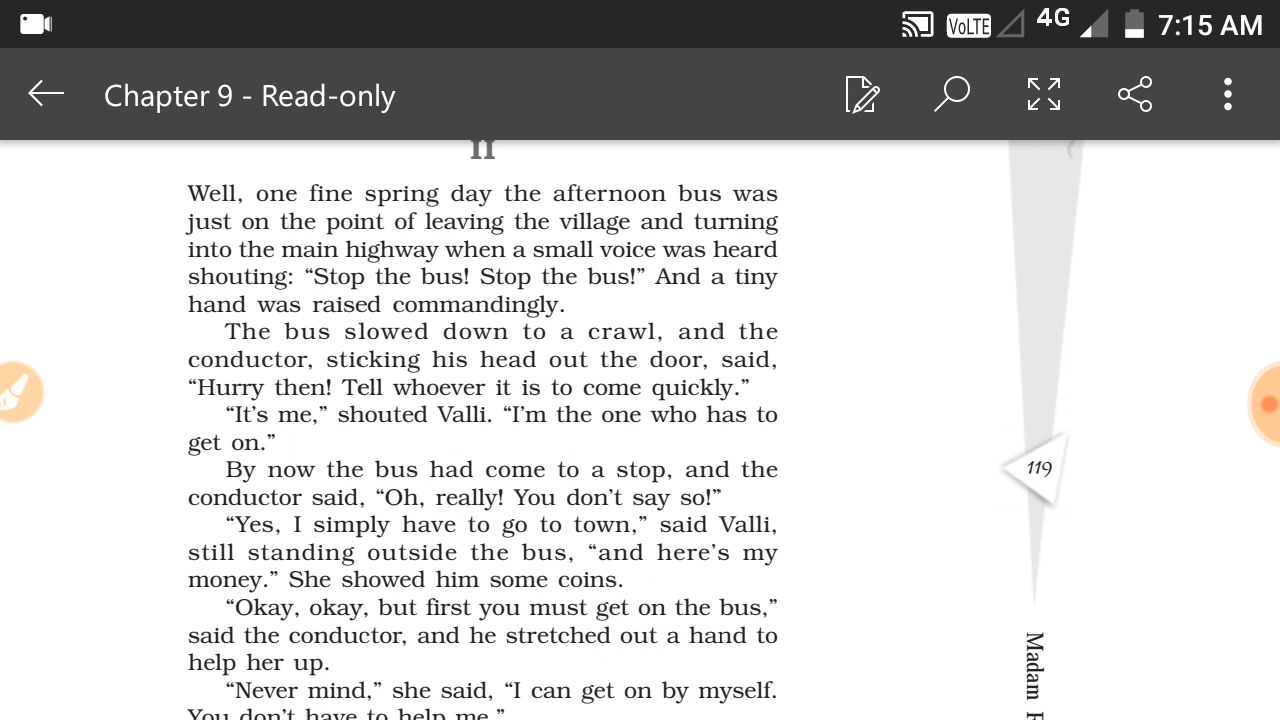 VoLTE 4G 7:15 AM
Chapter 9 - Read-only
II
Well, one fine spring day the afternoon bus was
just on the point of leaving the village and turning
into the main highway when a small voice was heard
shouting: “Stop the bus! Stop the bus!” And a tiny
hand was raised commandingly.
The bus slowed down to a crawl, and the
conductor, sticking his head out the door, said,
“Hurry then! Tell whoever it is to come quickly.”
“It’s me,” shouted Valli. “I’m the one who has to
get on.”
By now the bus had come to a stop, and the
conductor said, “Oh, really! You don’t say so!”
“Yes, I simply have to go to town,” said Valli,
still standing outside the bus, “and here’s my
money.” She showed him some coins.
“Okay, okay, but first you must get on the bus,”
said the conductor, and he stretched out a hand to
help her up.
“Never mind,” she said, “I can get on by myself.
You don’t have to help me.”
119
Madam